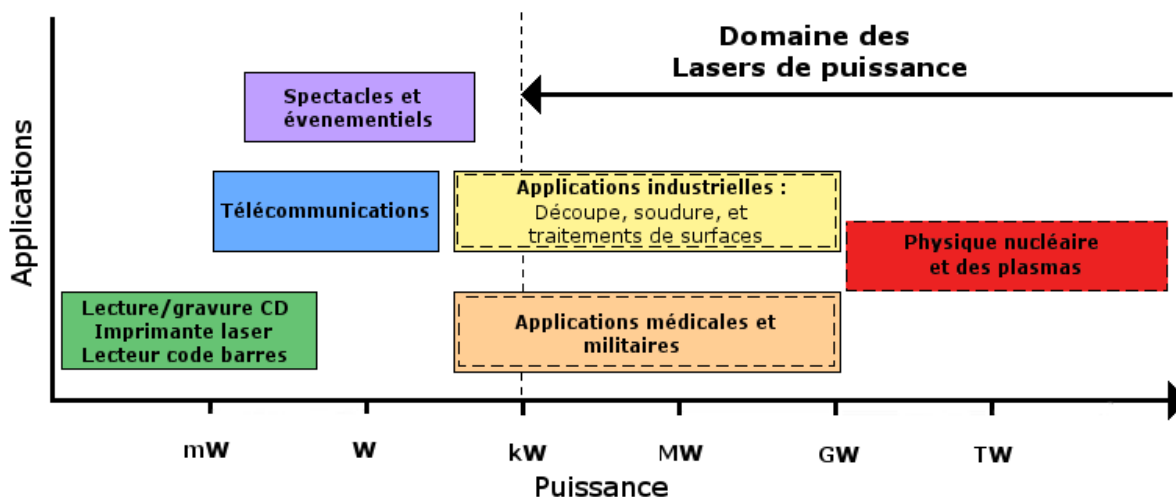 Domaine des
Lasers de puissance
Spectacles et
évenementiels
Applications
Télécommunications
Applications industrielles :
Découpe, soudure, et
traitements de surfaces
Physique nucléaire
et des plasmas
Lecture/gravure CD
Imprimante laser
Lecteur code barres
Applications médicales et
militaires
mW W kW MW GW TW
Puissance